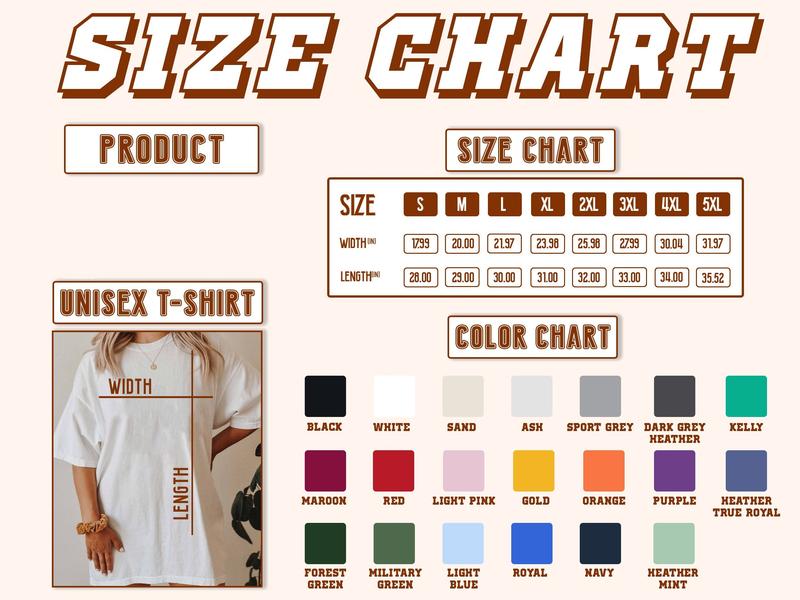 SIZE CHART
PRODUCT
SIZE CHART
SIZE S M L XL 2XL 3XL 4XL 5XL
WIDTH(IN) 17.99 20.00 21.97 23.98 25.98 27.99 30.04 31.97
LENGTH(IN) 28.00 29.00 30.00 31.00 32.00 33.00 34.00 35.52
UNISEX T-SHIRT
WIDTH
LENGTH
COLOR CHART
BLACK WHITE SAND ASH SPORT GREY DARK GREY HEATHER KELLY
MAROON RED LIGHT PINK GOLD ORANGE PURPLE HEATHER TRUE ROYAL
FOREST GREEN MILITARY GREEN LIGHT BLUE ROYAL NAVY HEATHER MINT